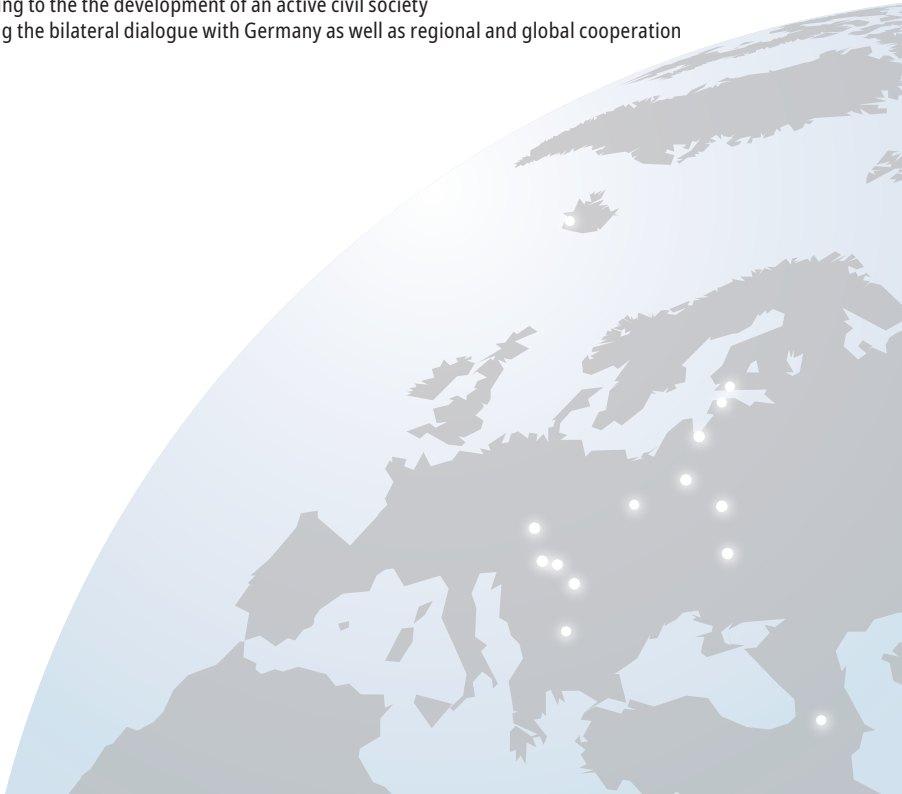 ing to the the development of an active civil society
g the bilateral dialogue with Germany as well as regional and global cooperation